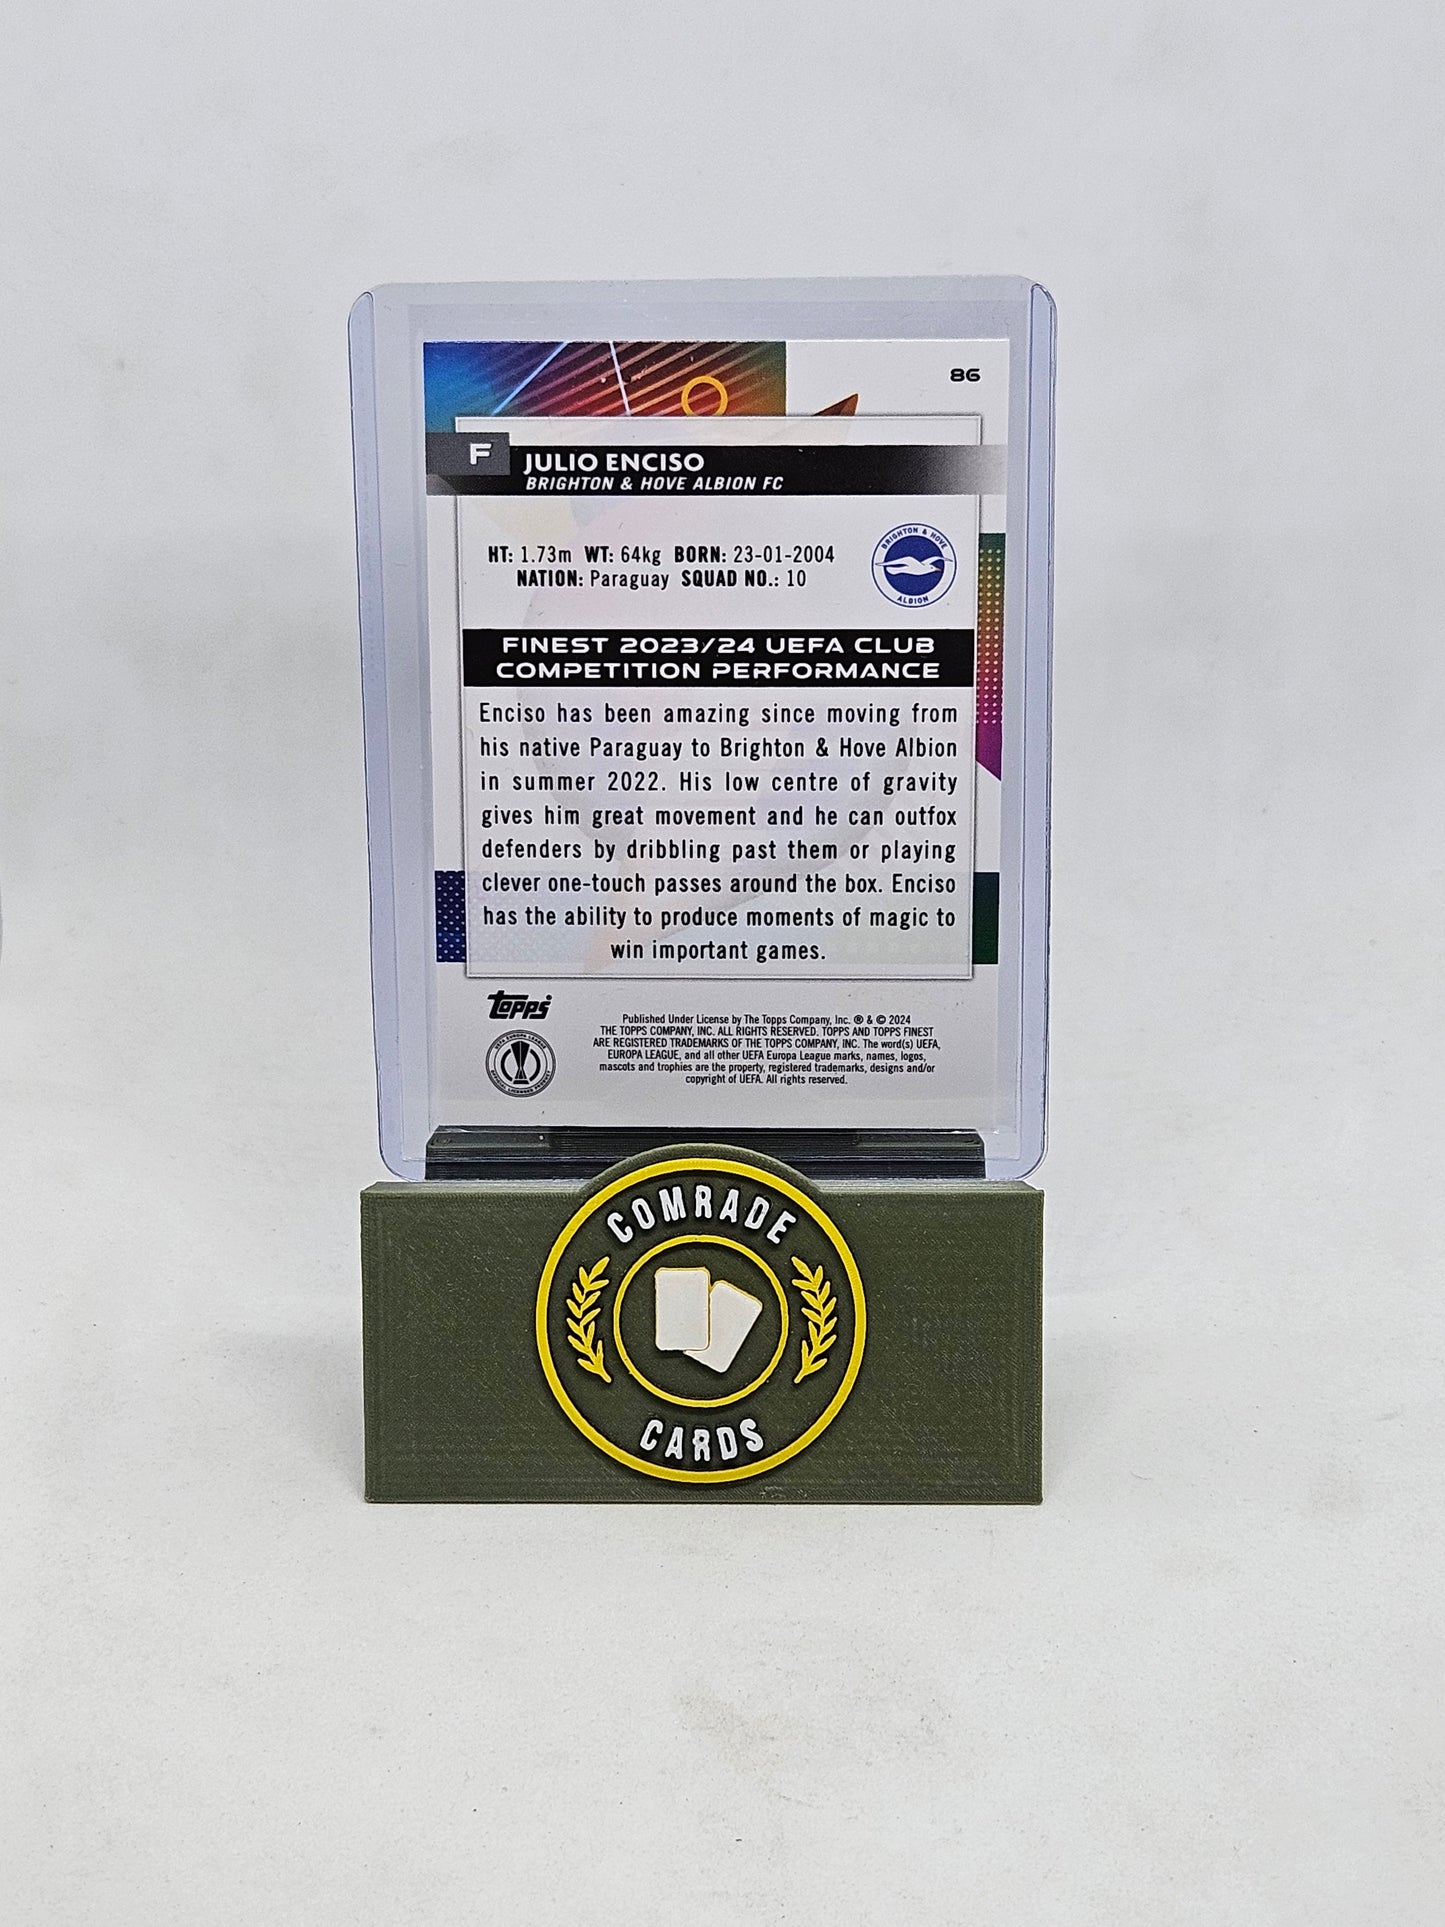 86
F
JULIO ENCISO
BRIGHTON & HOVE ALBION FC
HT: 1.73m WT: 64kg BORN: 23-01-2004
NATION: Paraguay SQUAD NO.: 10
BRIGHTON & HOVE
ALBION
FINEST 2023/24 UEFA CLUB
COMPETITION PERFORMANCE
Enciso has been amazing since moving from
his native Paraguay to Brighton & Hove Albion
in summer 2022. His low centre of gravity
gives him great movement and he can outfox
defenders by dribbling past them or playing
clever one-touch passes around the box. Enciso
has the ability to produce moments of magic to
win important games.
topps
UEFA EUROPA LEAGUE
OFFICIAL LICENSED PRODUCT
Published Under License by The Topps Company, Inc. ® & © 2024
THE TOPPS COMPANY, INC. ALL RIGHTS RESERVED. TOPPS AND TOPPS FINEST
ARE REGISTERED TRADEMARKS OF THE TOPPS COMPANY, INC. The word(s) UEFA,
EUROPA LEAGUE, and all other UEFA Europa League marks, names, logos,
mascots and trophies are the property, registered trademarks, designs and/or
copyright of UEFA. All rights reserved.
COMRADE
CARDS